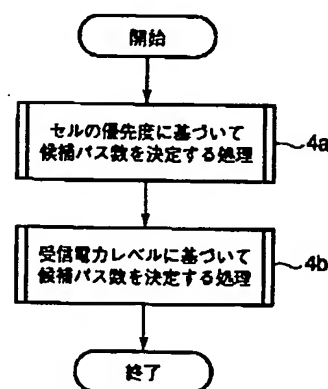 開始
セルの優先度に基づいて
候補パス数を決定する処理
4a
受信電力レベルに基づいて
候補パス数を決定する処理
4b
終了